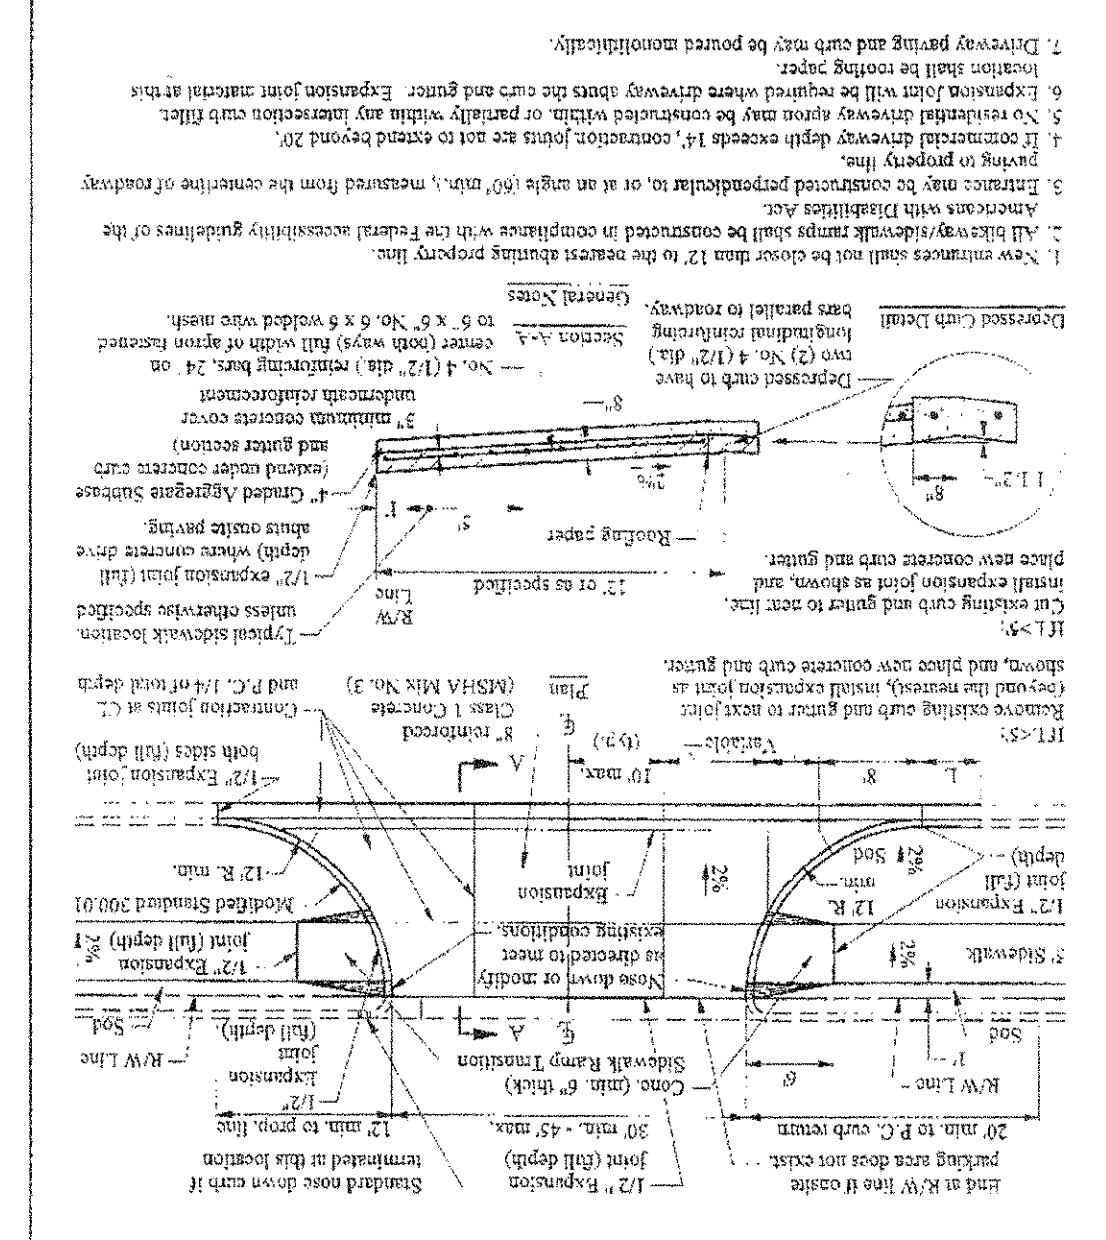 End at R/W line if onsite
parking area does not exist.
1/2" Expansion
joint (full
depth)
Standard nose down curb if
terminated at this location
20' min. to P.C. curb return
30' min. - 45' max.
12' min. to prop. line
R/W Line
1'
6'
Conc. (min. 6" thick)
Sidewalk Ramp Transition
1/2"
Expansion
joint
(full depth)
R/W Line
Sod
Sod
℄
A
5' Sidewalk
2%
Nose down or modify
as directed to meet
existing conditions.
1/2" Expansion
joint (full depth)
2%
1/2" Expansion
joint (full
depth)
12' R.
min.
2%
Sod
2%
Expansion
joint
Modified Standard 300.01
12' R. min.
L
8'
Variable
10' max.
(typ.)
℄
A
1/2" Expansion joint
both sides (full depth)
If L<5':
Remove existing curb and gutter to next joint
(beyond the nearest), install expansion joint as
shown, and place new concrete curb and gutter.
Plan
8" reinforced
Class 1 Concrete
(MSHA Mix No. 3)
Contraction joints at CL
and P.C. 1/4 of total depth
If L>5':
Cut existing curb and gutter to neat line,
install expansion joint as shown, and
place new concrete curb and gutter.
12' or as specified
R/W
Line
Typical sidewalk location.
unless otherwise specified
Roofing paper
5'
1'
1/2" expansion joint (full
depth) where concrete drive
abuts onsite paving.
8"
1 1/2"
2%
4" Graded Aggregate Subbase
(extend under concrete curb
and gutter section)
8"
3" minimum concrete cover
underneath reinforcement
Depressed Curb Detail
Depressed curb to have
two (2) No. 4 (1/2" dia.)
longitudinal reinforcing
bars parallel to roadway.
Section A-A
No. 4 (1/2" dia.) reinforcing bars, 24" on
center (both ways) full width of apron fastened
to 6" x 6" No. 6 x 6 welded wire mesh.
General Notes
1. New entrances shall not be closer than 12' to the nearest abutting property line.
2. All bikeway/sidewalk ramps shall be constructed in compliance with the Federal accessibility guidelines of the
Americans with Disabilities Act.
3. Entrance may be constructed perpendicular to, or at an angle (60° min.), measured from the centerline of roadway
paving to property line.
4. If commercial driveway depth exceeds 14', contraction joints are not to extend beyond 20'.
5. No residential driveway apron may be constructed within, or partially within any intersection curb fillet.
6. Expansion Joint will be required where driveway abuts the curb and gutter. Expansion joint material at this
location shall be roofing paper.
7. Driveway paving and curb may be poured monolithically.